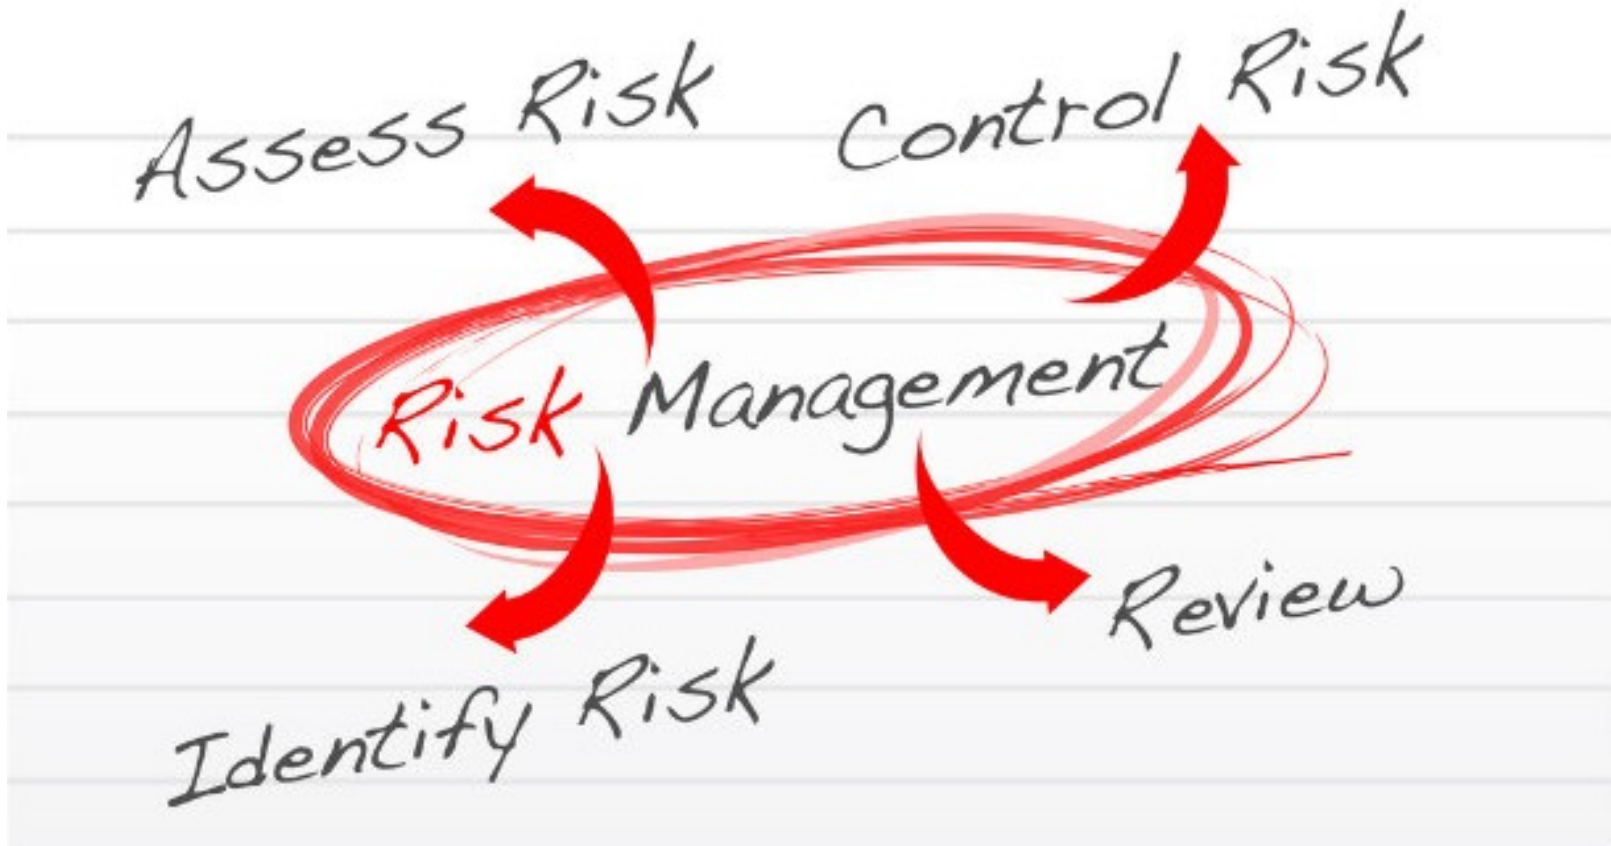 Assess Risk
Control Risk
Risk Management
Identify Risk
Review